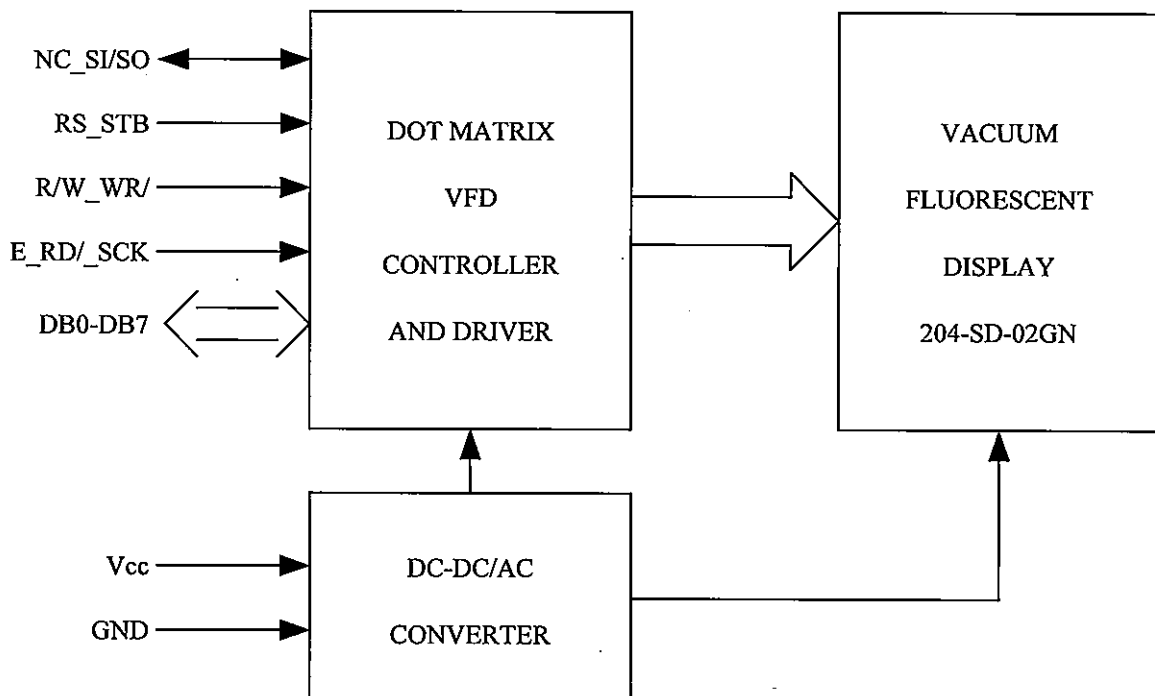 NC_SI/SO
RS_STB
R/W_WR/
E_RD/_SCK
DB0-DB7
DOT MATRIX
VFD
CONTROLLER
AND DRIVER
VACUUM
FLUORESCENT
DISPLAY
204-SD-02GN
Vcc
GND
DC-DC/AC
CONVERTER